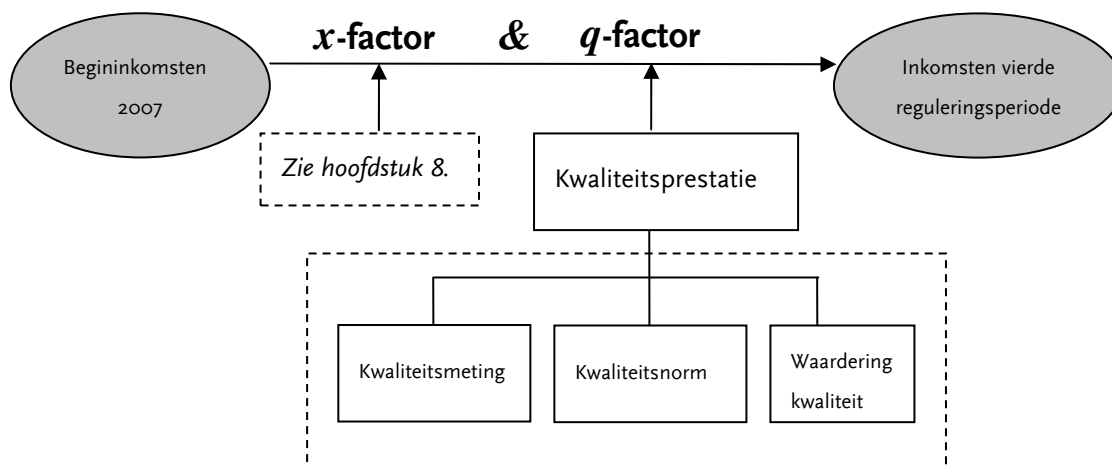 x-factor & q-factor
Begininkomsten
2007
Inkomsten vierde
reguleringsperiode
Zie hoofdstuk 8.
Kwaliteitsprestatie
Kwaliteitsmeting
Kwaliteitsnorm
Waardering
kwaliteit